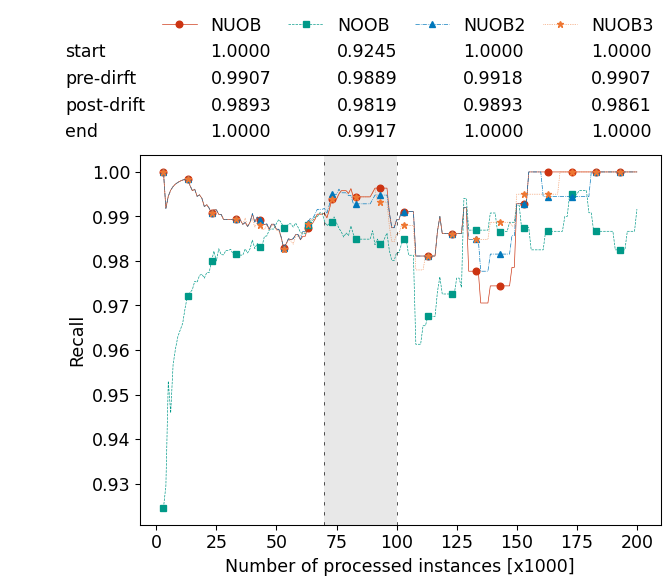 NUOB NOOB NUOB2 NUOB3
start 1.0000 0.9245 1.0000 1.0000
pre-dirft 0.9907 0.9889 0.9918 0.9907
post-drift 0.9893 0.9819 0.9893 0.9861
end 1.0000 0.9917 1.0000 1.0000
1.00
0.99
0.98
0.97
0.96
0.95
0.94
0.93
Recall
0 25 50 75 100 125 150 175 200
Number of processed instances [x1000]